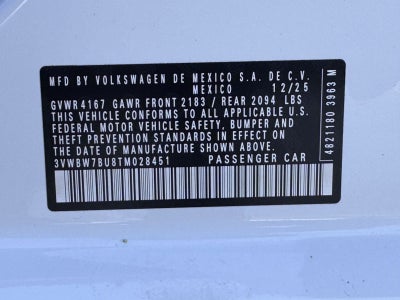 MFD BY VOLKSWAGEN DE MEXICO S.A. DE C.V.
MEXICO 12/25
GVWR 4167 GAWR FRONT 2183 / REAR 2094 LBS
THIS VEHICLE CONFORMS TO ALL APPLICABLE U.S.
FEDERAL MOTOR VEHICLE SAFETY, BUMPER, AND
THEFT PREVENTION STANDARDS IN EFFECT ON THE
DATE OF MANUFACTURE SHOWN ABOVE.
3VWBW7BU8TM028451 PASSENGER CAR
4821180 3963 M